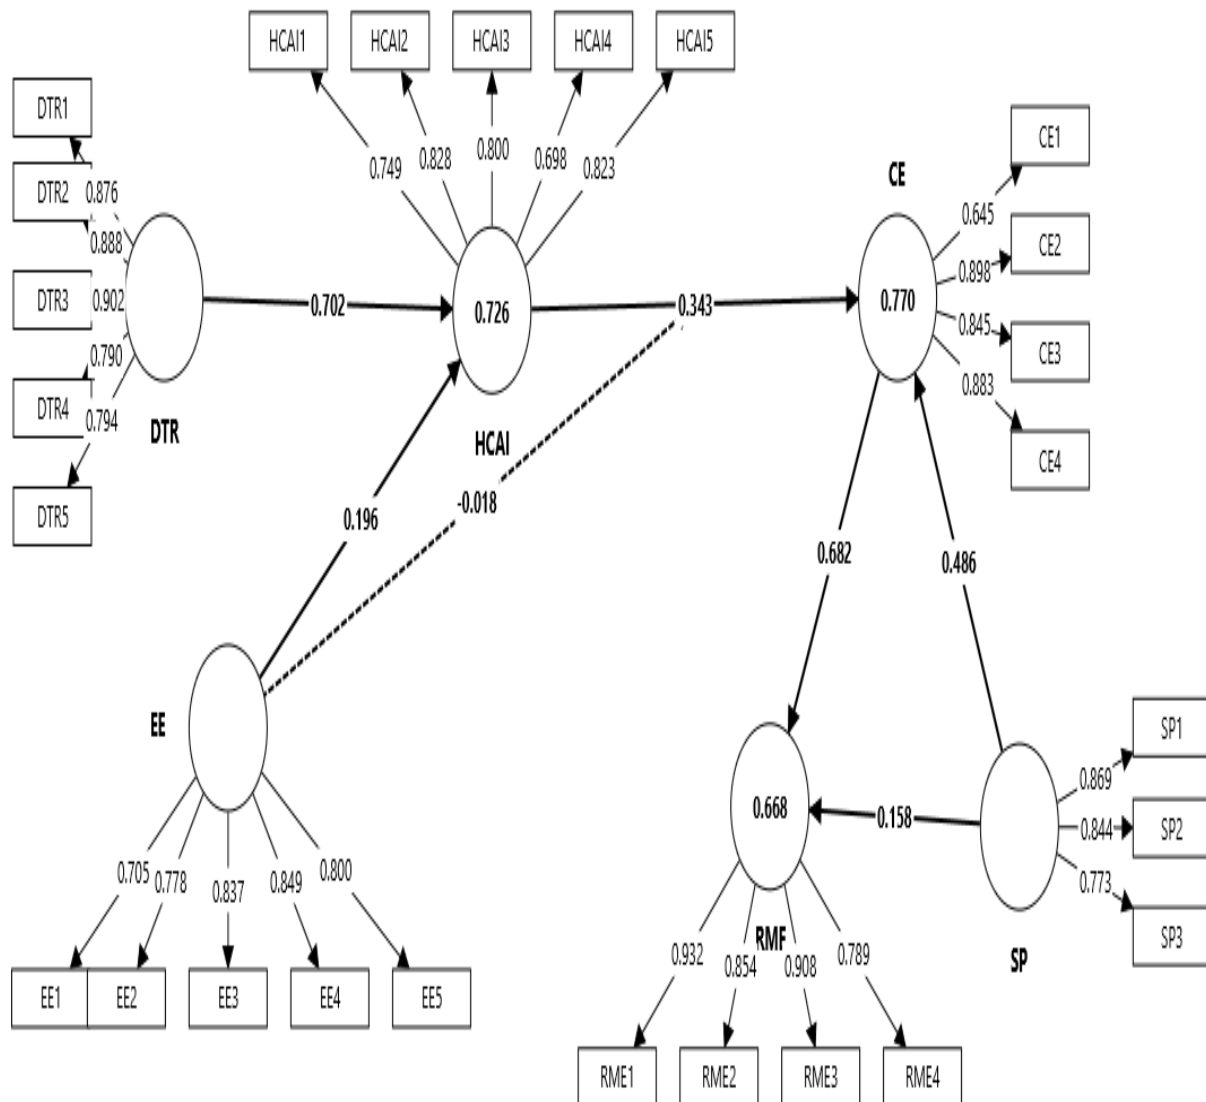 HCAI1 HCAI2 HCAI3 HCAI4 HCAI5
0.749 0.828 0.800 0.698 0.823
DTR1
DTR2
DTR3
DTR4
DTR5
0.876
0.888
0.902
0.790
0.794
DTR
0.702
0.726
HCAI
0.343
CE
0.770
0.645
0.898
0.845
0.883
CE1
CE2
CE3
CE4
0.196
-0.018
0.682
0.486
EE
0.705 0.778 0.837 0.849 0.800
EE1 EE2 EE3 EE4 EE5
0.668
0.158
RMF
0.932 0.854 0.908 0.789
RME1 RME2 RME3 RME4
SP
0.869
0.844
0.773
SP1
SP2
SP3